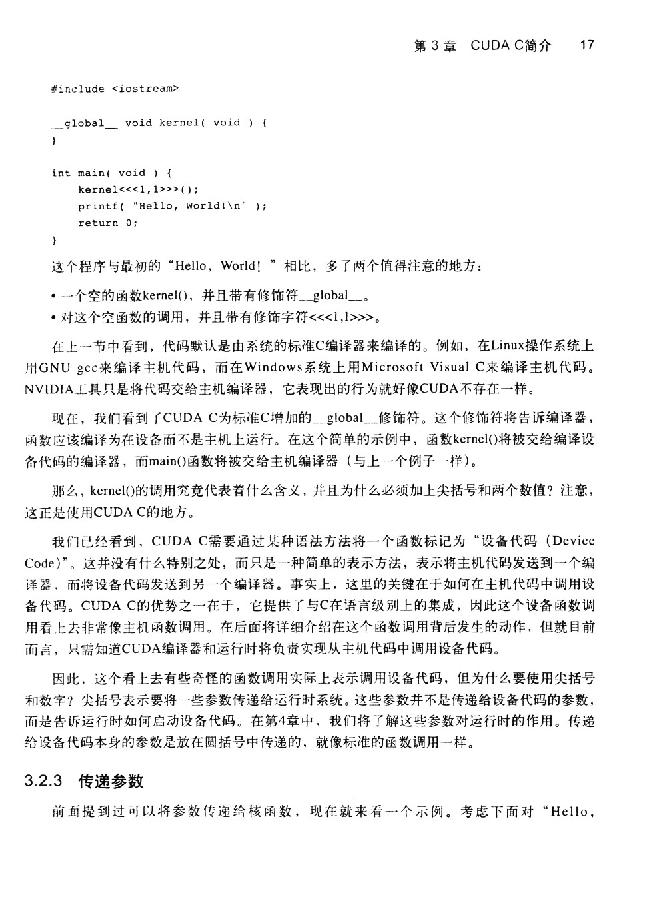 第 3 章 CUDA C简介 17
#include <iostream>
__global__ void kernel( void ) {
}
int main( void ) {
kernel<<<1,1>>>();
printf( "Hello, World!\n" );
return 0;
}
这个程序与最初的“Hello, World！”相比，多了两个值得注意的地方：
• 一个空的函数kernel()，并且带有修饰符__global__。
• 对这个空函数的调用，并且带有修饰字符<<<1,1>>>。
在上一节中看到，代码默认是由系统的标准C编译器来编译的。例如，在Linux操作系统上
用GNU gcc来编译主机代码，而在Windows系统上用Microsoft Visual C来编译主机代码。
NVIDIA工具只是将代码交给主机编译器，它表现出的行为就好像CUDA不存在一样。
现在，我们看到了CUDA C为标准C增加的__global__修饰符。这个修饰符将告诉编译器，
函数应该编译为在设备而不是主机上运行。在这个简单的示例中，函数kernel()将被交给编译设
备代码的编译器，而main()函数将被交给主机编译器（与上一个例子一样）。
那么，kernel()的调用究竟代表着什么含义，并且为什么必须加上尖括号和两个数值？注意，
这正是使用CUDA C的地方。
我们已经看到，CUDA C需要通过某种语法方法将一个函数标记为“设备代码（Device
Code）”。这并没有什么特别之处，而只是一种简单的表示方法，表示将主机代码发送到一个编
译器，而将设备代码发送到另一个编译器。事实上，这里的关键在于如何在主机代码中调用设
备代码。CUDA C的优势之一在于，它提供了与C在语言级别上的集成，因此这个设备函数调
用看上去非常像主机函数调用。在后面将详细介绍在这个函数调用背后发生的动作，但就目前
而言，只需知道CUDA编译器和运行时将负责实现从主机代码中调用设备代码。
因此，这个看上去有些奇怪的函数调用实际上表示调用设备代码，但为什么要使用尖括号
和数字？尖括号表示要将一些参数传递给运行时系统。这些参数并不是传递给设备代码的参数，
而是告诉运行时如何启动设备代码。在第4章中，我们将了解这些参数对运行时的作用。传递
给设备代码本身的参数是放在圆括号中传递的，就像标准的函数调用一样。
3.2.3 传递参数
前面提到过可以将参数传递给核函数，现在就来看一个示例。考虑下面对“Hello,